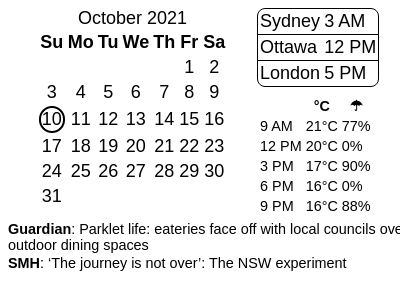 October 2021
Su Mo Tu We Th Fr Sa
1 2
3 4 5 6 7 8 9
10 11 12 13 14 15 16
17 18 19 20 21 22 23
24 25 26 27 28 29 30
31
Sydney 3 AM
Ottawa 12 PM
London 5 PM
°C ☂
9 AM 21°C 77%
12 PM 20°C 0%
3 PM 17°C 90%
6 PM 16°C 0%
9 PM 16°C 88%
Guardian: Parklet life: eateries face off with local councils ove
outdoor dining spaces
SMH: ‘The journey is not over’: The NSW experiment